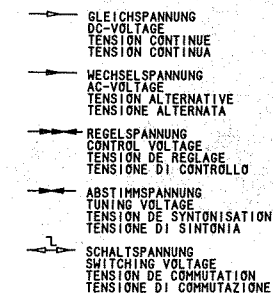 GLEICHSPANNUNG
DC-VOLTAGE
TENSION CONTINUE
TENSIONE CONTINUA
WECHSELSPANNUNG
AC-VOLTAGE
TENSION ALTERNATIVE
TENSIONE ALTERNATA
REGELSPANNUNG
CONTROL VOLTAGE
TENSION DE REGLAGE
TENSIONE DI CONTROLLO
ABSTIMMSPANNUNG
TUNING VOLTAGE
TENSION DE SYNTONISATION
TENSIONE DI SINTONIA
SCHALTSPANNUNG
SWITCHING VOLTAGE
TENSION DE COMMUTATION
TENSIONE DI COMMUTAZIONE